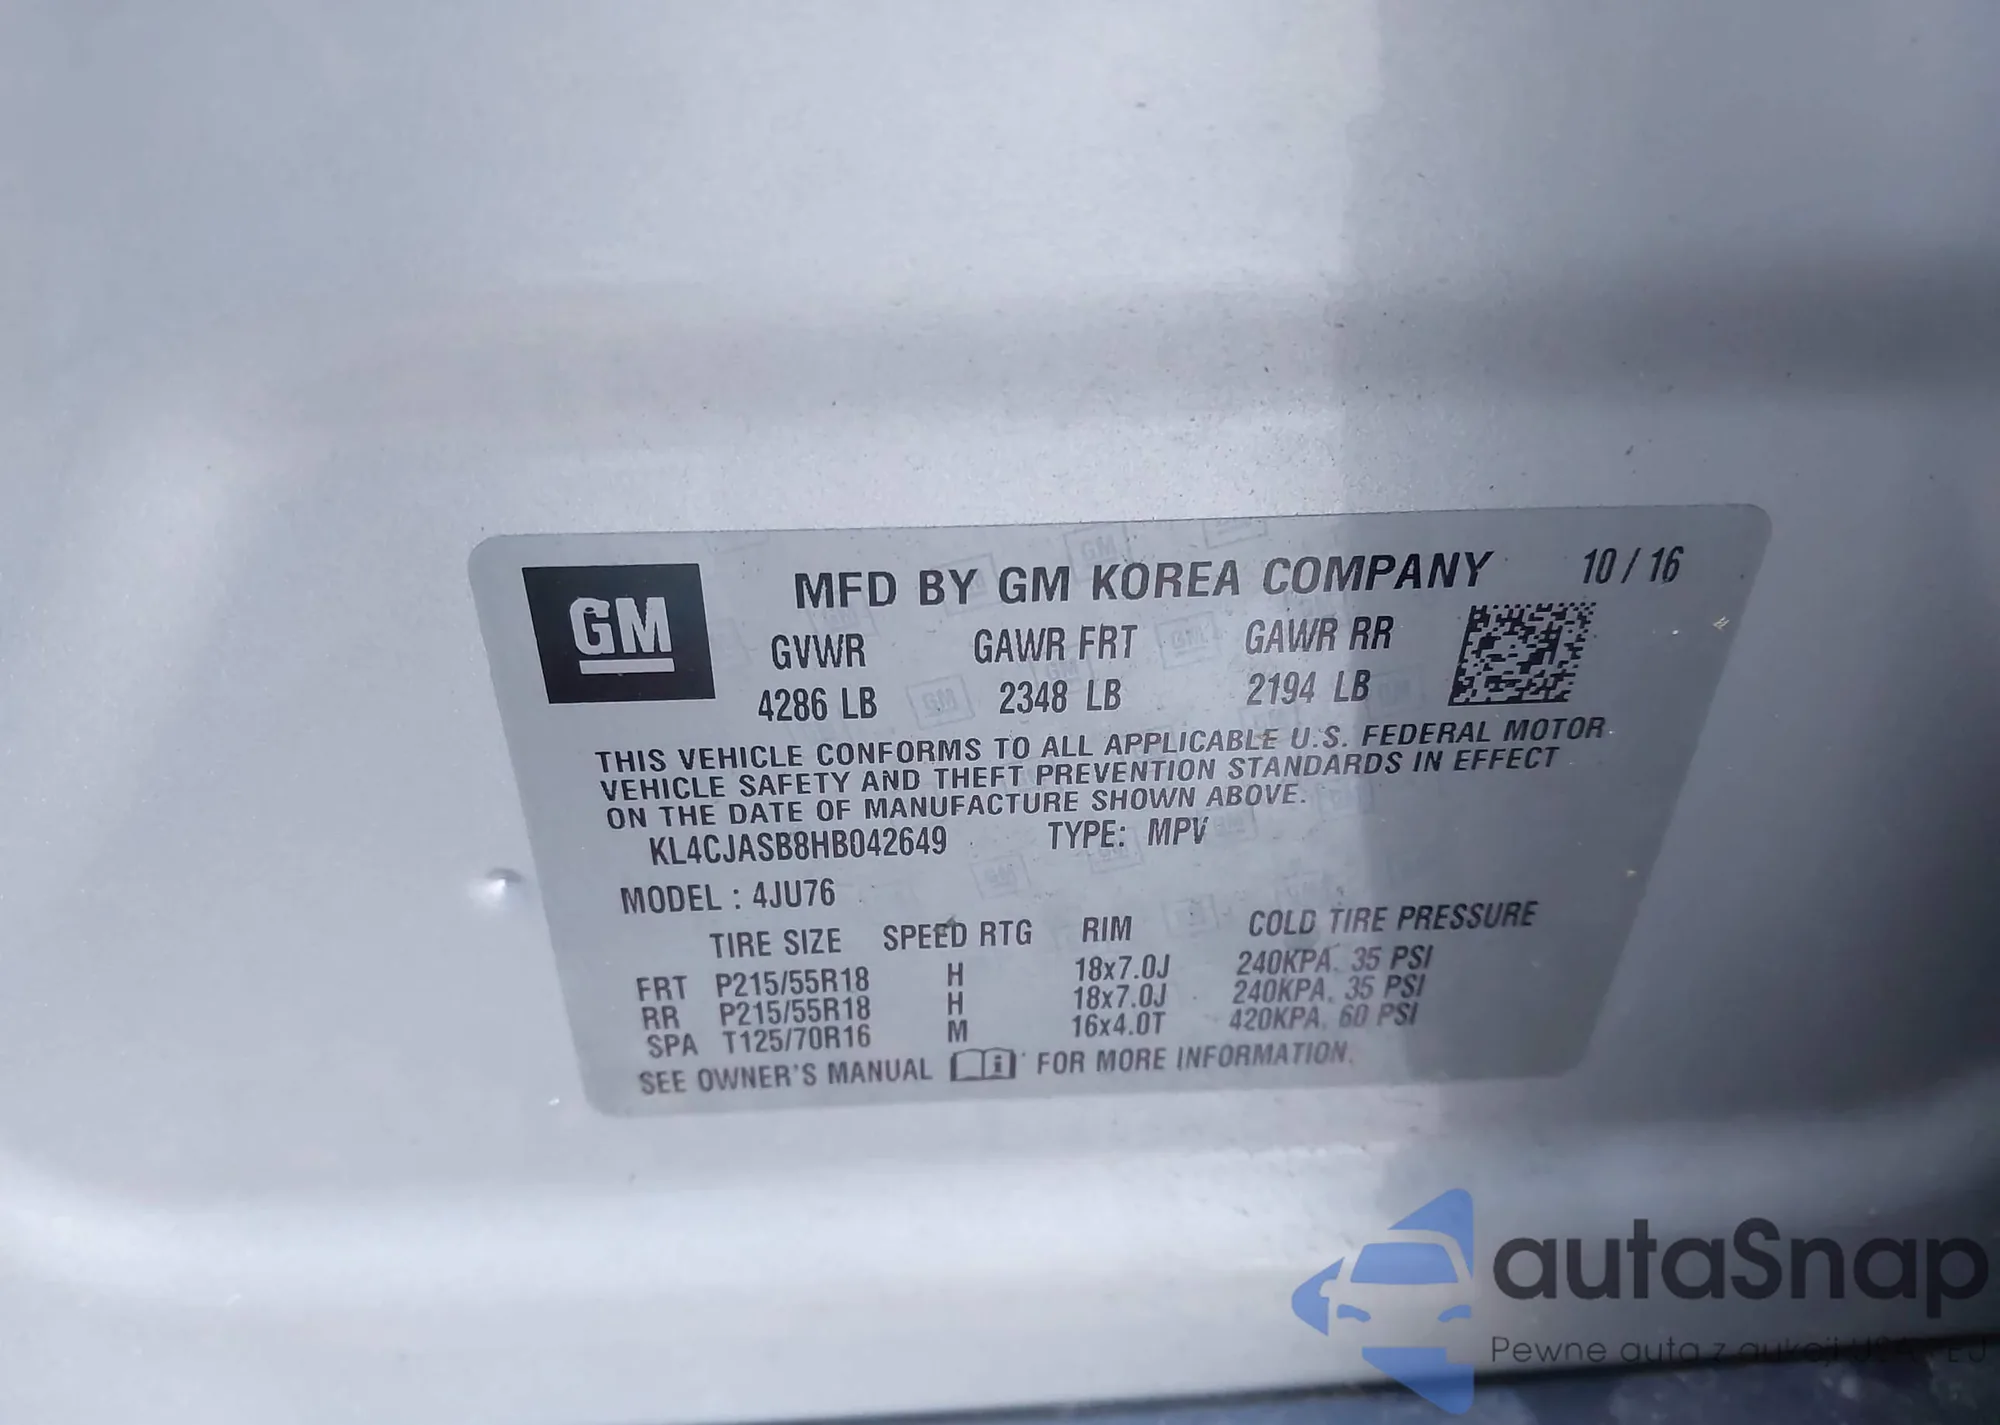 GM
MFD BY GM KOREA COMPANY 10 / 16
GVWR GAWR FRT GAWR RR
4286 LB 2348 LB 2194 LB
THIS VEHICLE CONFORMS TO ALL APPLICABLE U.S. FEDERAL MOTOR
VEHICLE SAFETY AND THEFT PREVENTION STANDARDS IN EFFECT
ON THE DATE OF MANUFACTURE SHOWN ABOVE.
KL4CJASB8HB042649 TYPE: MPV
MODEL : 4JU76
TIRE SIZE SPEED RTG RIM COLD TIRE PRESSURE
FRT P215/55R18 H 18x7.0J 240KPA, 35 PSI
RR P215/55R18 H 18x7.0J 240KPA, 35 PSI
SPA T125/70R16 M 16x4.0T 420KPA, 60 PSI
SEE OWNER'S MANUAL FOR MORE INFORMATION.
autaSnap
Pewne auta z aukcji